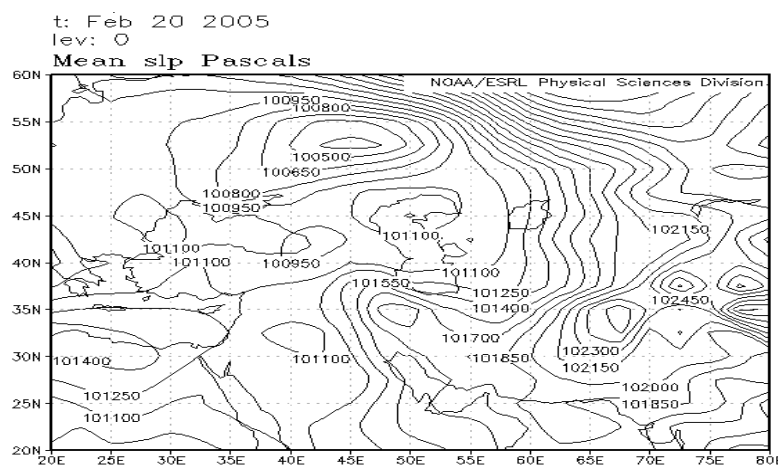 t: Feb 20 2005
lev: 0
Mean slp Pascals
60N
NOAA/ESRL Physical Sciences Division
100950
100800
55N
100500
50N
100650
100800
45N
100950
102150
101100
101100
101100
100950
40N
101100
101550
101250
102450
35N
101400
101700
102300
101400
101100
101850
30N
102150
101250
102000
25N
101850
101100
20N
20E 25E 30E 35E 40E 45E 50E 55E 60E 65E 70E 75E 80E